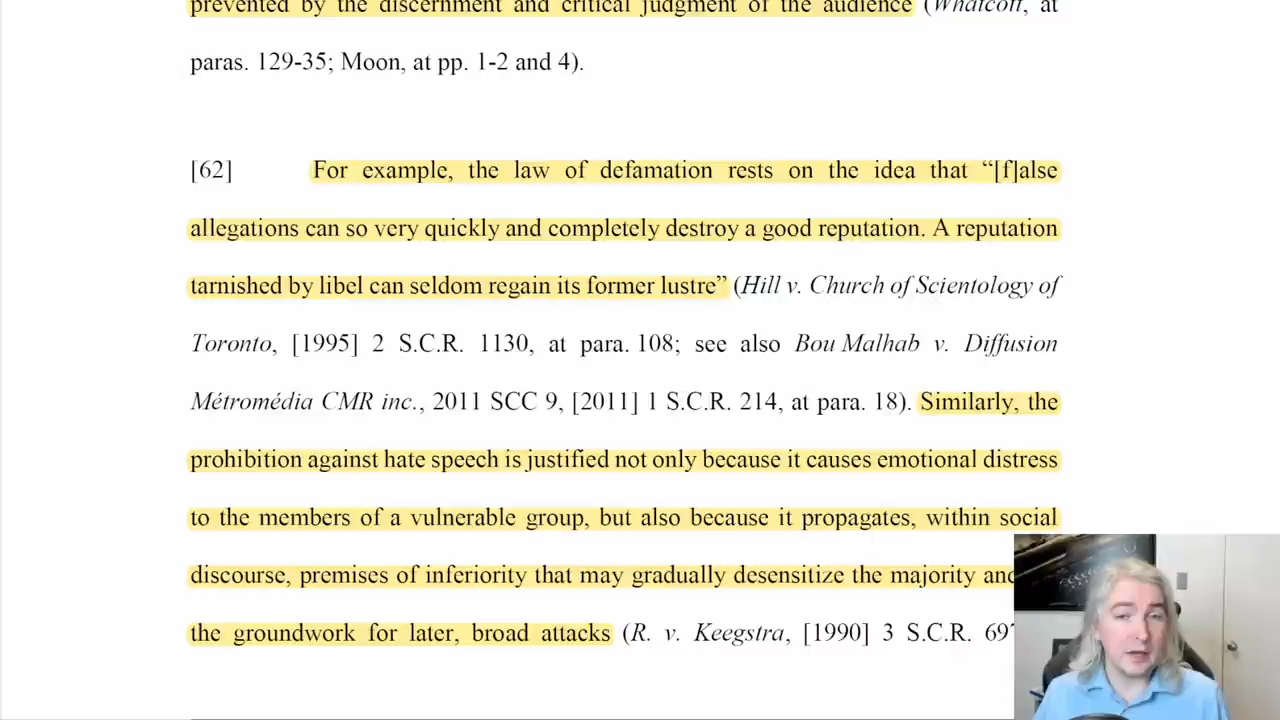 prevented by the discernment and critical judgment of the audience (Whatcott, at
paras. 129-35; Moon, at pp. 1-2 and 4).
[62] For example, the law of defamation rests on the idea that “[f]alse
allegations can so very quickly and completely destroy a good reputation. A reputation
tarnished by libel can seldom regain its former lustre” (Hill v. Church of Scientology of
Toronto, [1995] 2 S.C.R. 1130, at para. 108; see also Bou Malhab v. Diffusion
Métromédia CMR inc., 2011 SCC 9, [2011] 1 S.C.R. 214, at para. 18). Similarly, the
prohibition against hate speech is justified not only because it causes emotional distress
to the members of a vulnerable group, but also because it propagates, within social
discourse, premises of inferiority that may gradually desensitize the majority and
the groundwork for later, broad attacks (R. v. Keegstra, [1990] 3 S.C.R. 697